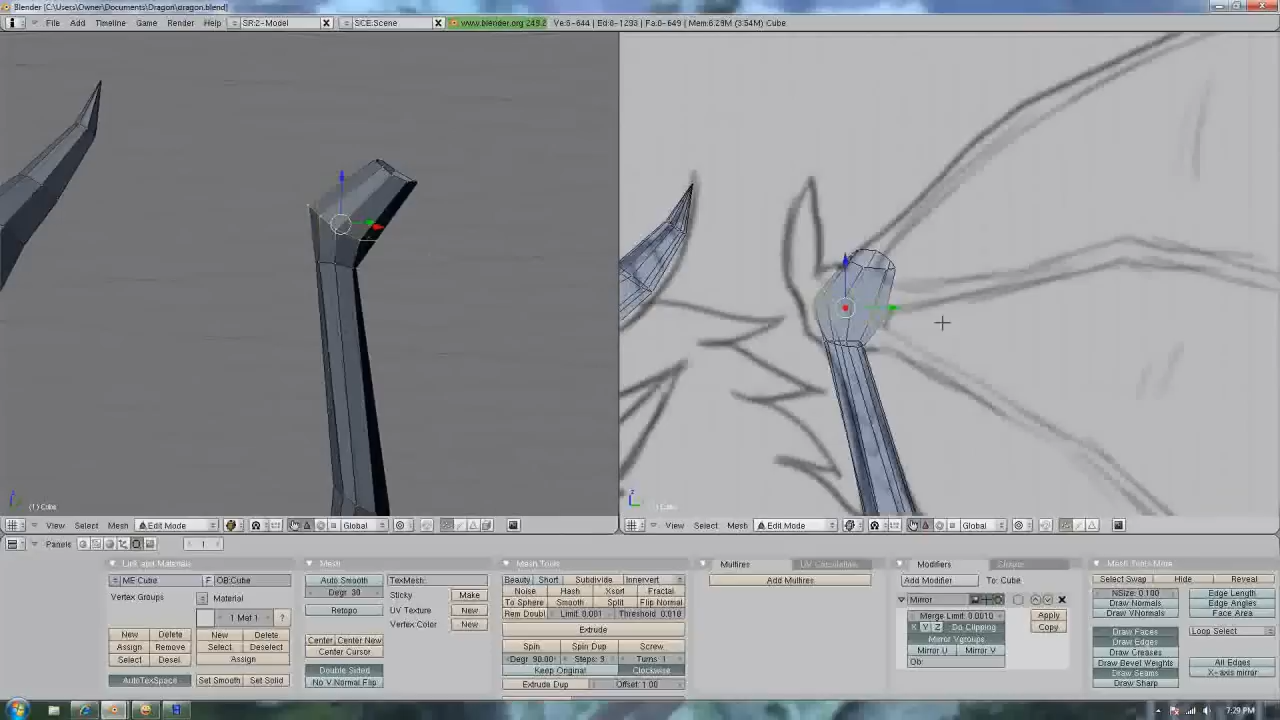 Blender [C:\Users\Owner\Documents\Dragon\dragon.blend]
File Add Timeline Game Render Help SR:2-Model SCE:Scene www.blender.org 249.2 Ve:8-644 | Ed:8-1293 | Fa:0-649 | Mem:6.29M (3.54M) Cube
(1) Cube
View Select Mesh Edit Mode Global
View Select Mesh Edit Mode Global
Panels 1
Link and Materials
ME:Cube F OB:Cube
Vertex Groups Material
1 Mat 1 ?
New Delete New Delete
Assign Remove Select Deselect
Select Desel Assign
AutoTexSpace Set Smooth Set Solid
Mesh
Auto Smooth TexMesh:
Degr: 30 Sticky Make
Retopo UV Texture New
Vertex Color New
Center Center New
Center Cursor
Double Sided
No V.Normal Flip
Mesh Tools
Beauty Short Subdivide Innervert
Noise Hash Xsort Fractal
To Sphere Smooth Split Flip Normal
Rem Doubl Limit: 0.001 Threshold: 0.010
Extrude
Spin Spin Dup Screw
Degr: 90.00 Steps: 9 Turns: 1
Keep Original Clockwise
Extrude Dup Offset: 1.00
Multires UV Calculation
Add Multires
Modifiers
Add Modifier To: Cube
Mirror
Merge Limit: 0.0010 Apply
X Y Z Do Clipping Copy
Mirror Vgroups
Mirror U Mirror V
Ob:
Mesh Tools More
Select Swap Hide Reveal
NSize: 0.100 Edge Length
Draw Normals Edge Angles
Draw VNormals Face Area
Draw Faces Loop Select
Draw Edges
Draw Creases
Draw Bevel Weights All Edges
Draw Seams X-axis mirror
Draw Sharp
7:29 PM